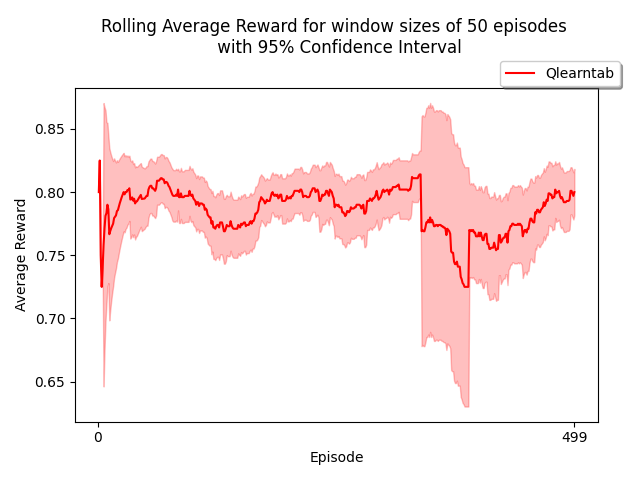 Rolling Average Reward for window sizes of 50 episodes
with 95% Confidence Interval
Qlearntab
0.85
0.80
0.75
0.70
0.65
Average Reward
0
499
Episode